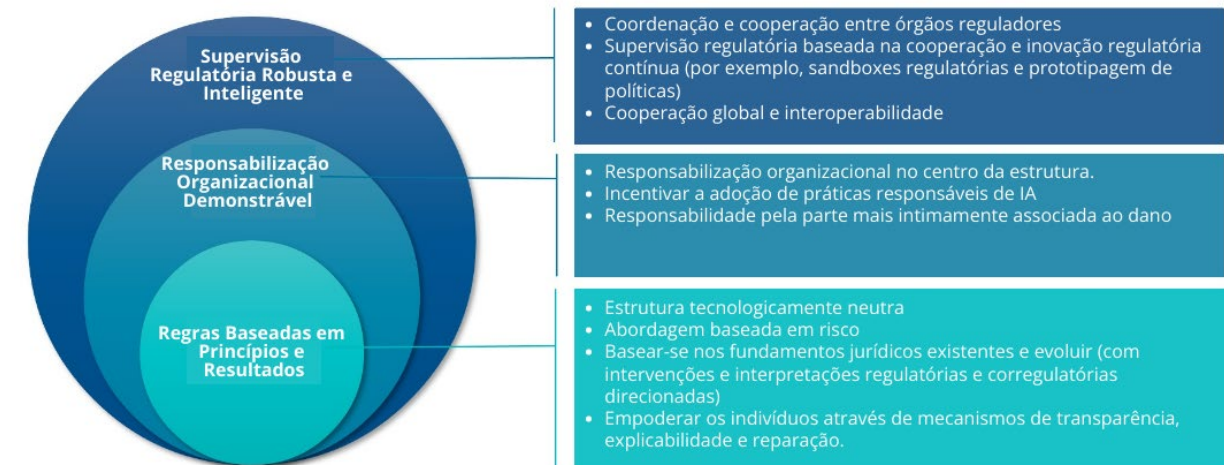 Supervisão
Regulatória Robusta e
Inteligente
• Coordenação e cooperação entre órgãos reguladores
• Supervisão regulatória baseada na cooperação e inovação regulatória
contínua (por exemplo, sandboxes regulatórias e prototipagem de
políticas)
• Cooperação global e interoperabilidade
Responsabilização
Organizacional
Demonstrável
• Responsabilização organizacional no centro da estrutura.
• Incentivar a adoção de práticas responsáveis de IA
• Responsabilidade pela parte mais intimamente associada ao dano
Regras Baseadas em
Princípios e
Resultados
• Estrutura tecnologicamente neutra
• Abordagem baseada em risco
• Basear-se nos fundamentos jurídicos existentes e evoluir (com
intervenções e interpretações regulatórias e corregulatórias
direcionadas)
• Empoderar os indivíduos através de mecanismos de transparência,
explicabilidade e reparação.